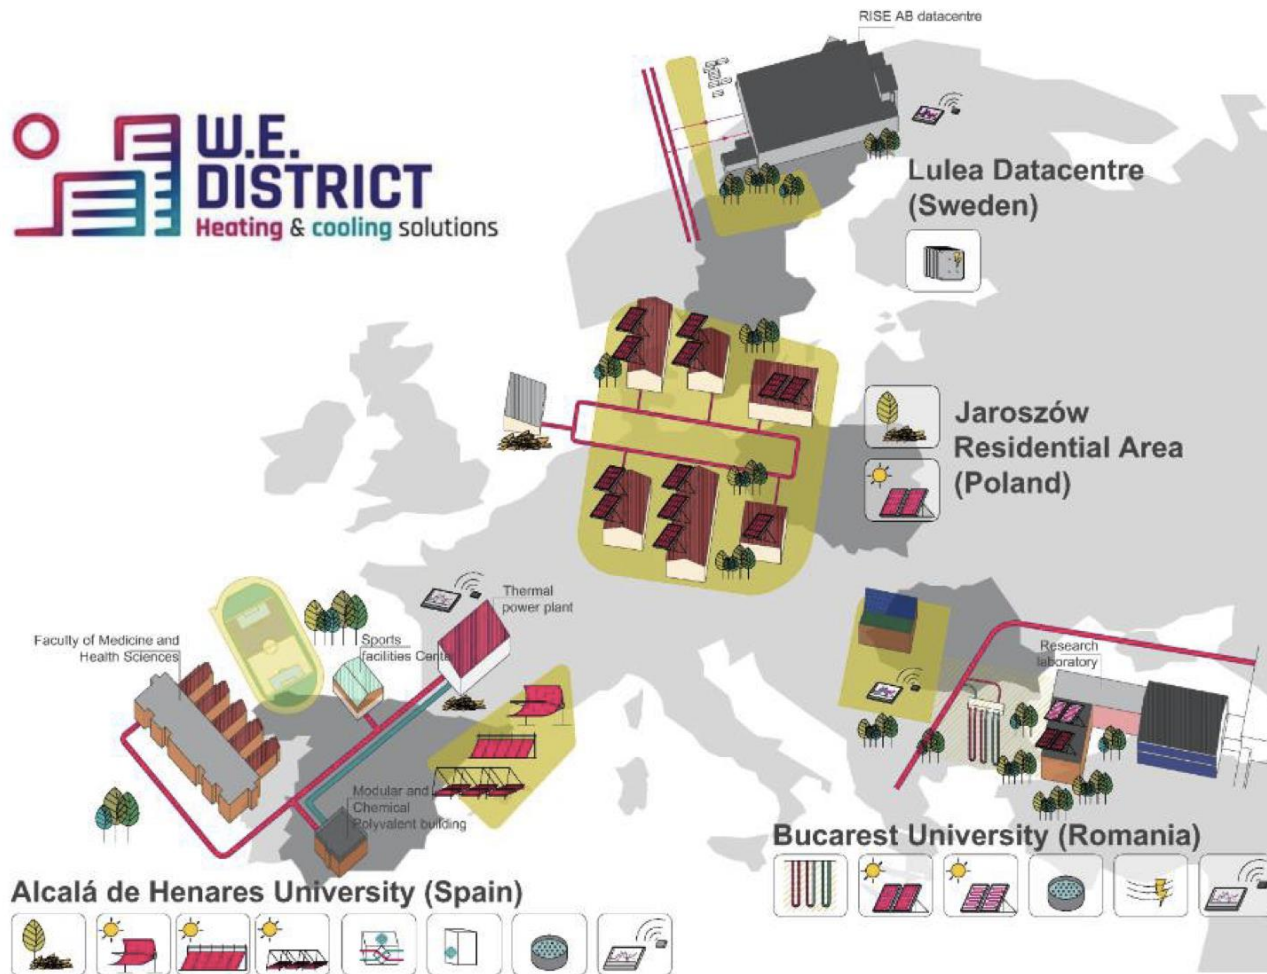 RISE AB datacentre
W.E.
DISTRICT
Heating & cooling solutions
Lulea Datacentre
(Sweden)
Jaroszów
Residential Area
(Poland)
Thermal
power plant
Faculty of Medicine and
Health Sciences
Sports
facilities Center
Research
laboratory
Modular and
Chemical
Polyvalent building
Bucarest University (Romania)
Alcalá de Henares University (Spain)